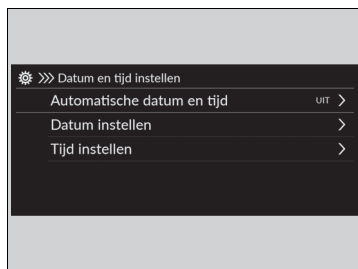 Datum en tijd instellen
Automatische datum en tijd UIT
Datum instellen
Tijd instellen